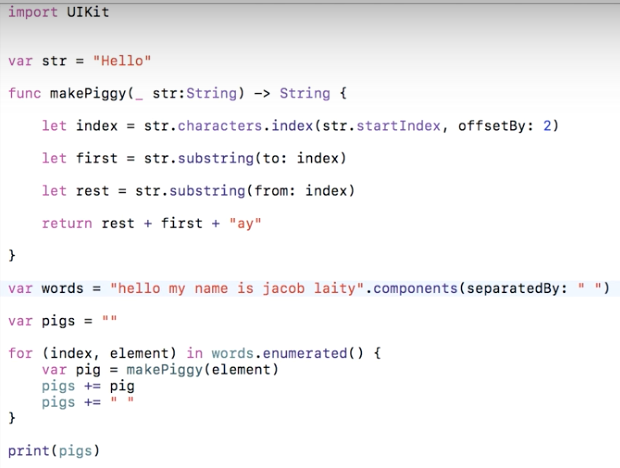 import UIKit
var str = "Hello"
func makePiggy(_ str:String) -> String {
let index = str.characters.index(str.startIndex, offsetBy: 2)
let first = str.substring(to: index)
let rest = str.substring(from: index)
return rest + first + "ay"
}
var words = "hello my name is jacob laity".components(separatedBy: " ")
var pigs = ""
for (index, element) in words.enumerated() {
var pig = makePiggy(element)
pigs += pig
pigs += " "
}
print(pigs)